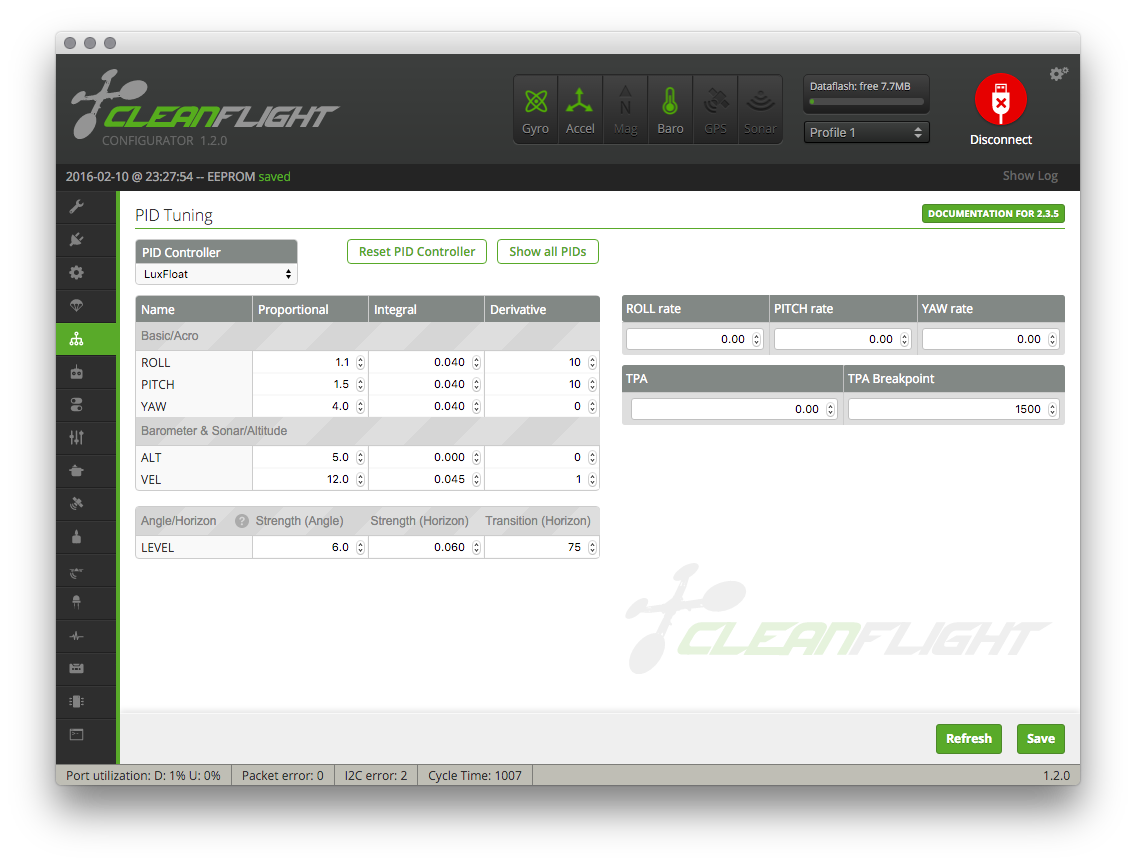 CLEANFLIGHT
CONFIGURATOR 1.2.0
Gyro Accel Mag Baro GPS Sonar
Dataflash: free 7.7MB
Profile 1
Disconnect
2016-02-10 @ 23:27:54 -- EEPROM saved
Show Log
PID Tuning
DOCUMENTATION FOR 2.3.5
PID Controller
LuxFloat
Reset PID Controller
Show all PIDs
Name Proportional Integral Derivative
Basic/Acro
ROLL 1.1 0.040 10
PITCH 1.5 0.040 10
YAW 4.0 0.040 0
Barometer & Sonar/Altitude
ALT 5.0 0.000 0
VEL 12.0 0.045 1
Angle/Horizon ? Strength (Angle) Strength (Horizon) Transition (Horizon)
LEVEL 6.0 0.060 75
ROLL rate PITCH rate YAW rate
0.00 0.00 0.00
TPA TPA Breakpoint
0.00 1500
CLEANFLIGHT
Refresh Save
Port utilization: D: 1% U: 0% Packet error: 0 I2C error: 2 Cycle Time: 1007 1.2.0